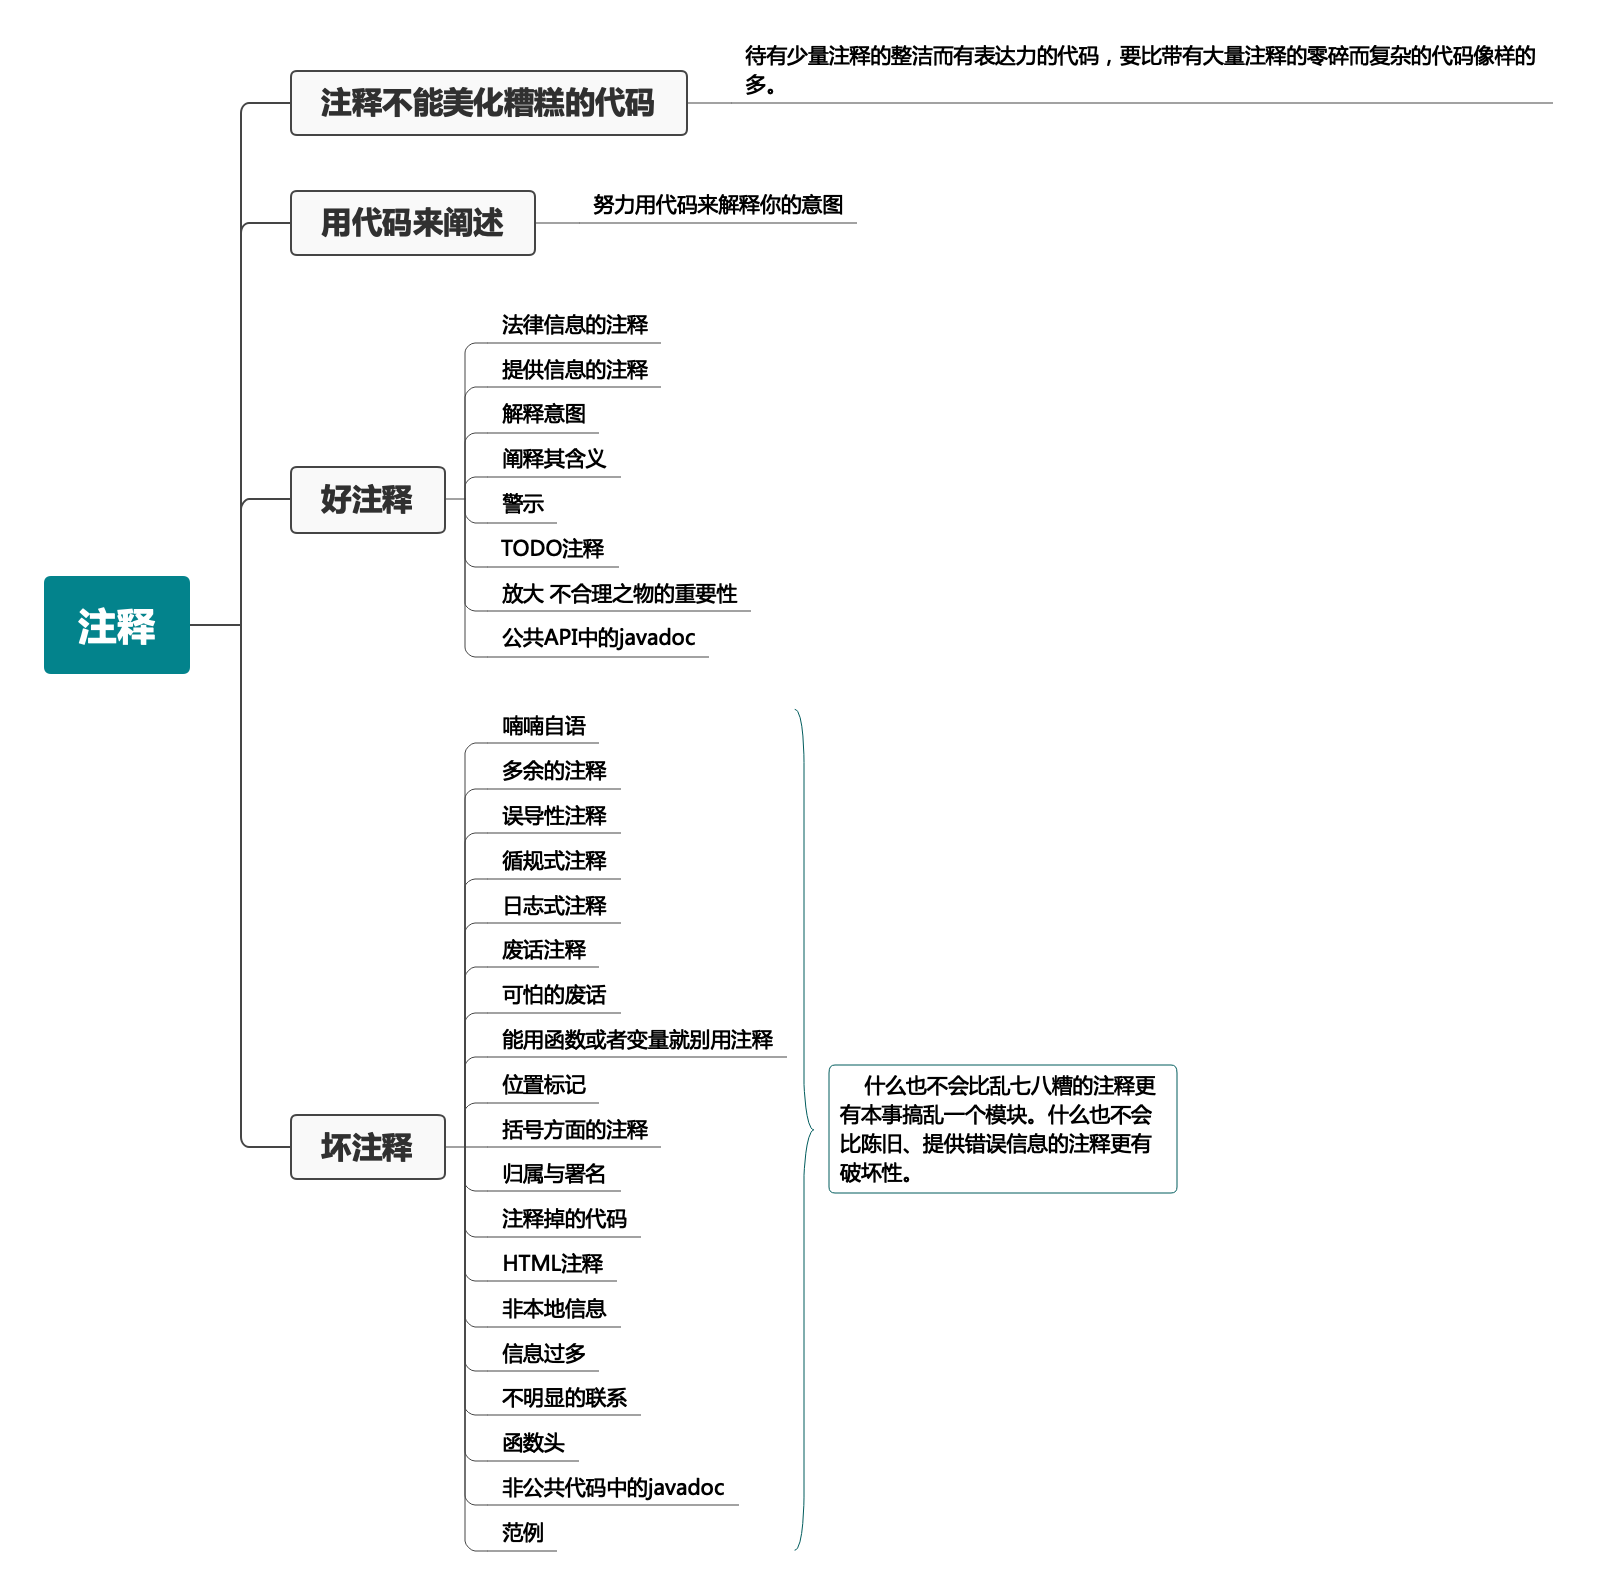 待有少量注释的整洁而有表达力的代码，要比带有大量注释的零碎而复杂的代码像样的
多。
注释不能美化糟糕的代码
用代码来阐述
努力用代码来解释你的意图
法律信息的注释
提供信息的注释
解释意图
阐释其含义
警示
TODO注释
放大 不合理之物的重要性
公共API中的javadoc
好注释
注释
喃喃自语
多余的注释
误导性注释
循规式注释
日志式注释
废话注释
可怕的废话
能用函数或者变量就别用注释
位置标记
括号方面的注释
归属与署名
注释掉的代码
HTML注释
非本地信息
信息过多
不明显的联系
函数头
非公共代码中的javadoc
范例
坏注释
什么也不会比乱七八糟的注释更
有本事搞乱一个模块。什么也不会
比陈旧、提供错误信息的注释更有
破坏性。